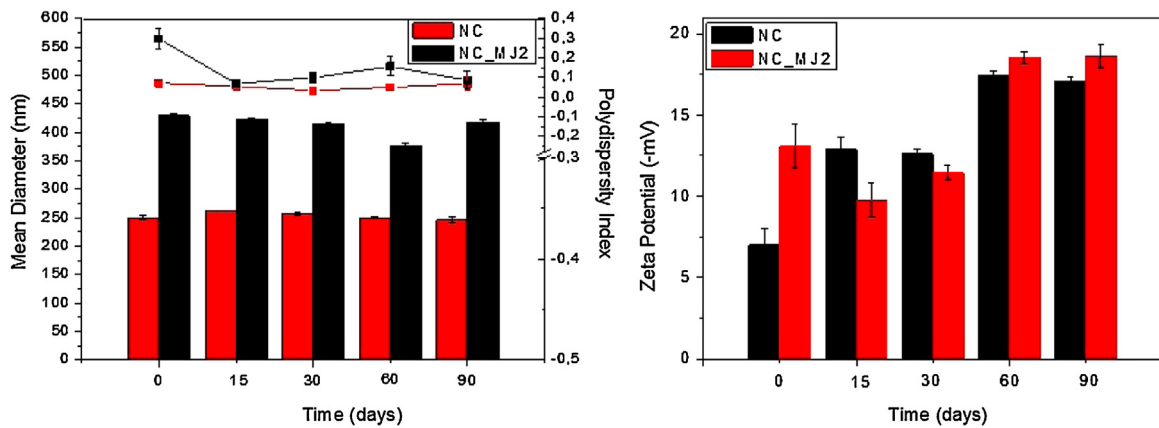 600
550
500
450
400
350
300
250
200
150
100
50
0
Mean Diameter (nm)
NC
NC_MJ2
0,4
0,3
0,2
0,1
0,0
-0,1
-0,2
-0,3
-0,4
-0,5
Polydispersity Index
0 15 30 60 90
Time (days)
20
15
10
5
0
Zeta Potential (-mV)
NC
NC_MJ2
0 15 30 60 90
Time (days)